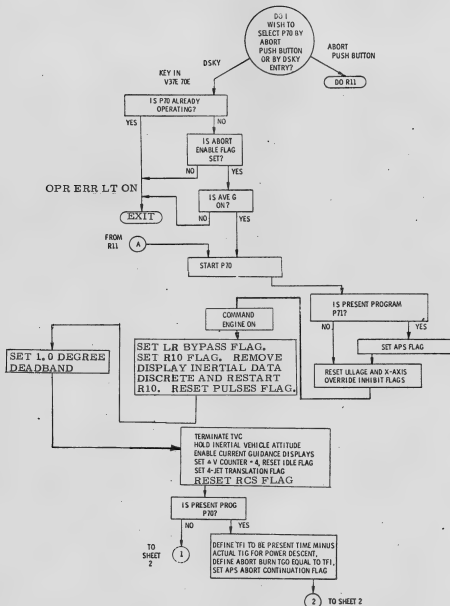 DO I
WISH TO
SELECT P70 BY
ABORT
PUSH BUTTON
OR BY DSKY
ENTRY?
ABORT
PUSH BUTTON
DSKY
KEY IN
V37E 70E
DO R11
IS P70 ALREADY
OPERATING?
YES
NO
IS ABORT
ENABLE FLAG
SET?
NO
YES
OPR ERR LT ON
IS AVE G
ON?
EXIT
NO
YES
FROM
R11
A
START P70
IS PRESENT PROGRAM
P71?
NO
YES
COMMAND
ENGINE ON
SET APS FLAG
SET LR BYPASS FLAG.
SET R10 FLAG. REMOVE
DISPLAY INERTIAL DATA
DISCRETE AND RESTART
R10. RESET PULSES FLAG.
SET 1.0 DEGREE
DEADBAND
RESET ULLAGE AND X-AXIS
OVERRIDE INHIBIT FLAGS
TERMINATE TVC
HOLD INERTIAL VEHICLE ATTITUDE
ENABLE CURRENT GUIDANCE DISPLAYS
SET Δ V COUNTER = 4, RESET IDLE FLAG
SET 4-JET TRANSLATION FLAG
RESET RCS FLAG
IS PRESENT PROG
P70?
NO
YES
TO
SHEET
2
1
DEFINE TFI TO BE PRESENT TIME MINUS
ACTUAL TIG FOR POWER DESCENT,
DEFINE ABORT BURN TGO EQUAL TO TFI,
SET APS ABORT CONTINUATION FLAG
2 TO SHEET 2